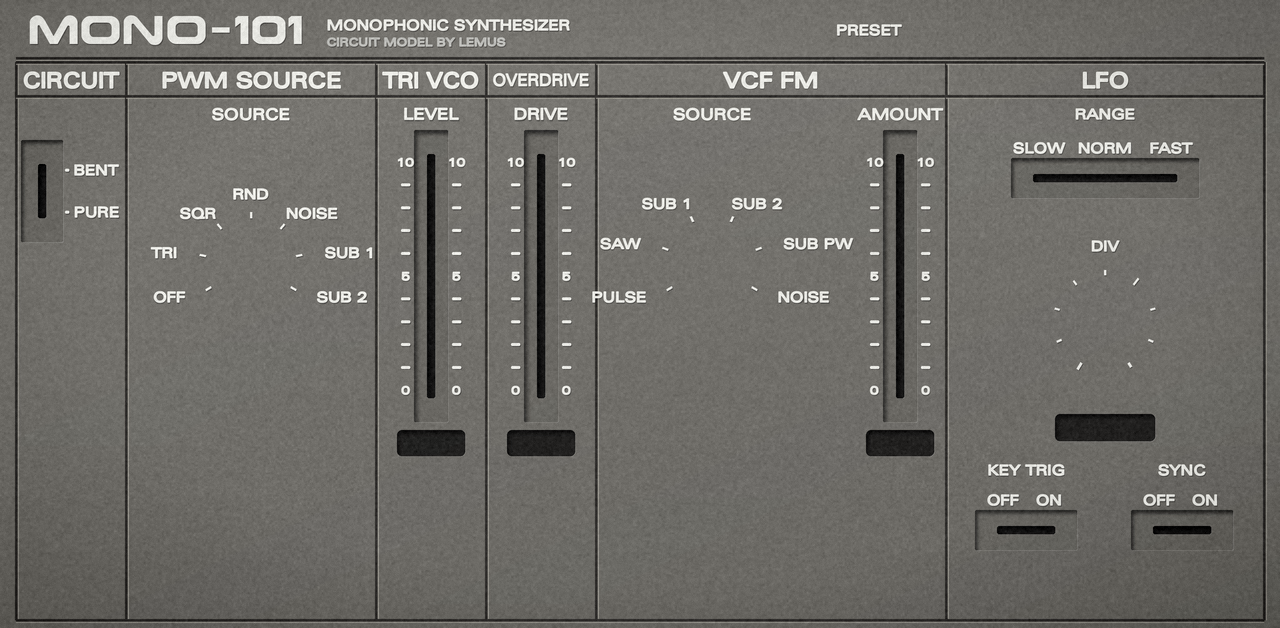 MONO-101
MONOPHONIC SYNTHESIZER
CIRCUIT MODEL BY LEMUS
PRESET
CIRCUIT
BENT
PURE
PWM SOURCE
SOURCE
OFF
TRI
SQR
RND
NOISE
SUB 1
SUB 2
TRI VCO
LEVEL
10 10
5 5
0 0
OVERDRIVE
DRIVE
10 10
5 5
0 0
VCF FM
SOURCE
PULSE
SAW
SUB 1
SUB 2
SUB PW
NOISE
AMOUNT
10 10
5 5
0 0
LFO
RANGE
SLOW NORM FAST
DIV
KEY TRIG
OFF ON
SYNC
OFF ON